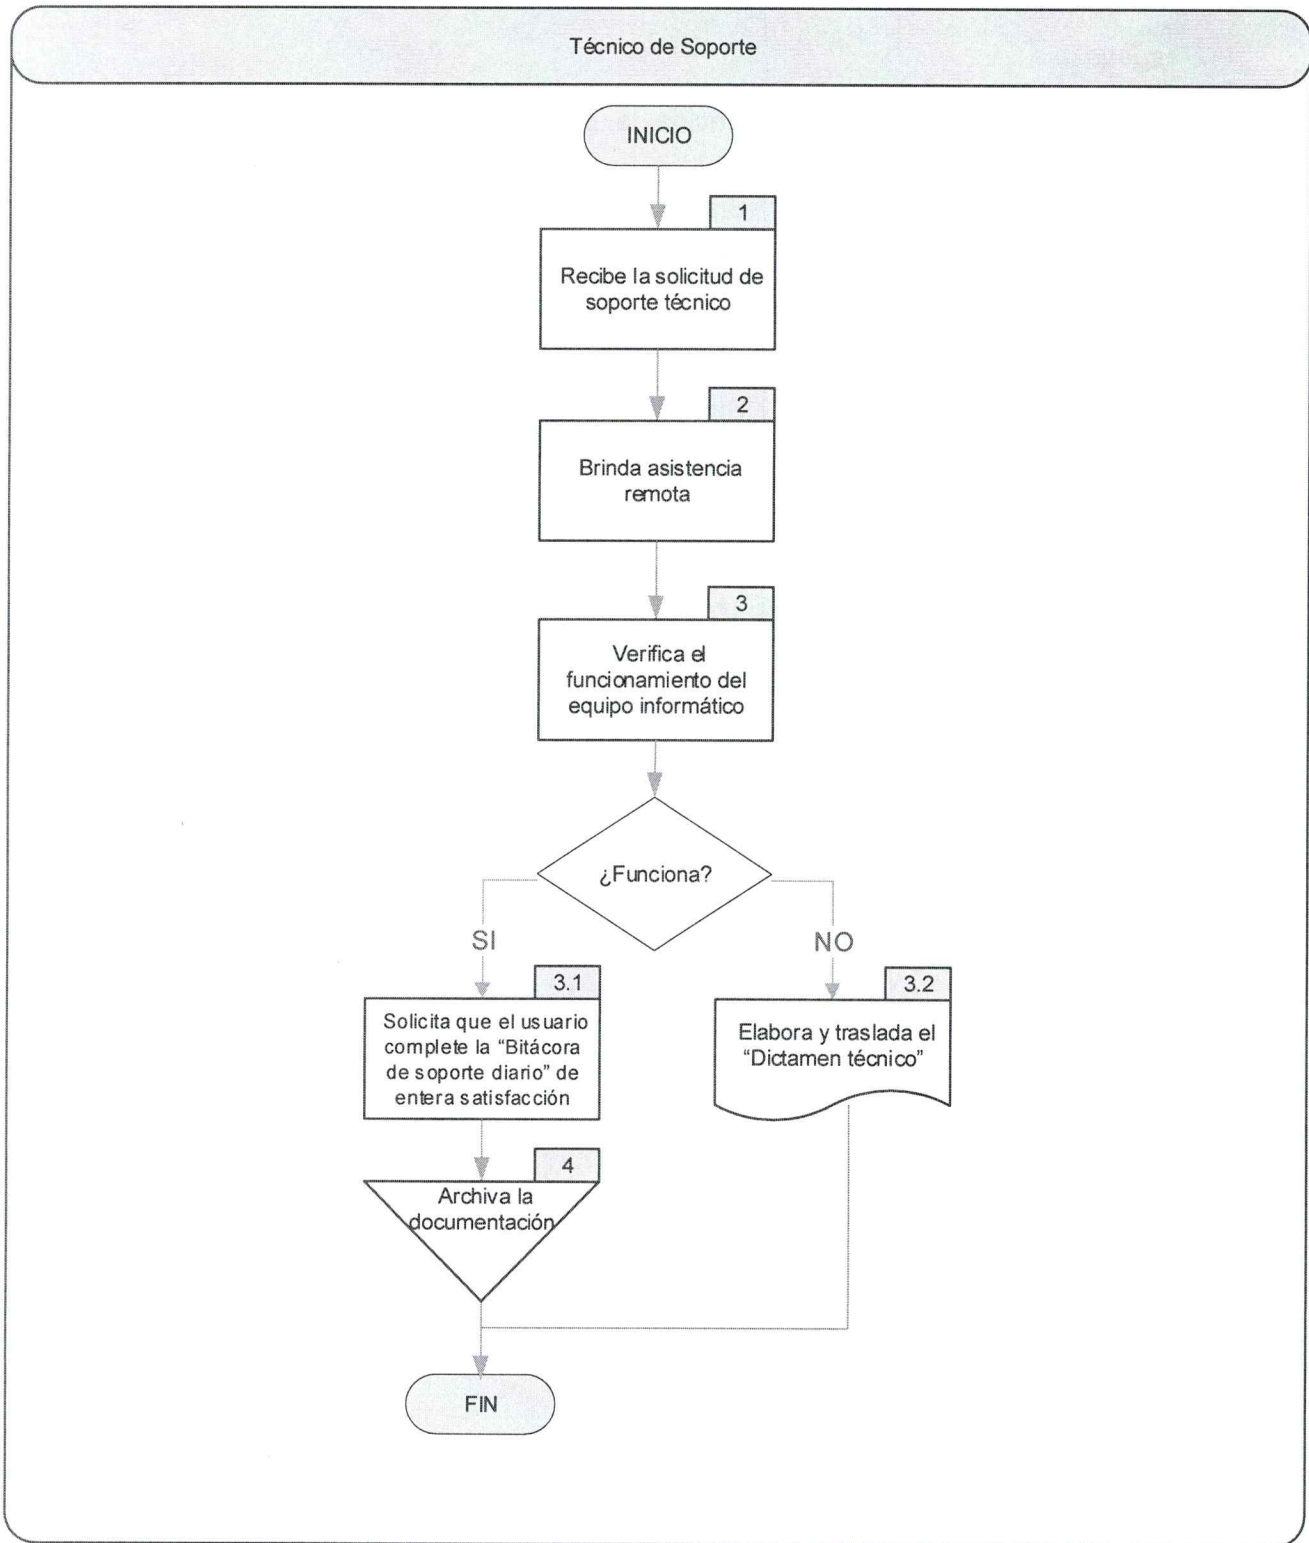 Técnico de Soporte
INICIO
1
Recibe la solicitud de
soporte técnico
2
Brinda asistencia
remota
3
Verifica el
funcionamiento del
equipo informático
¿Funciona?
SI
NO
3.1
Solicita que el usuario
complete la “Bitácora
de soporte diario” de
entera satisfacción
3.2
Elabora y traslada el
“Dictamen técnico”
4
Archiva la
documentación
FIN